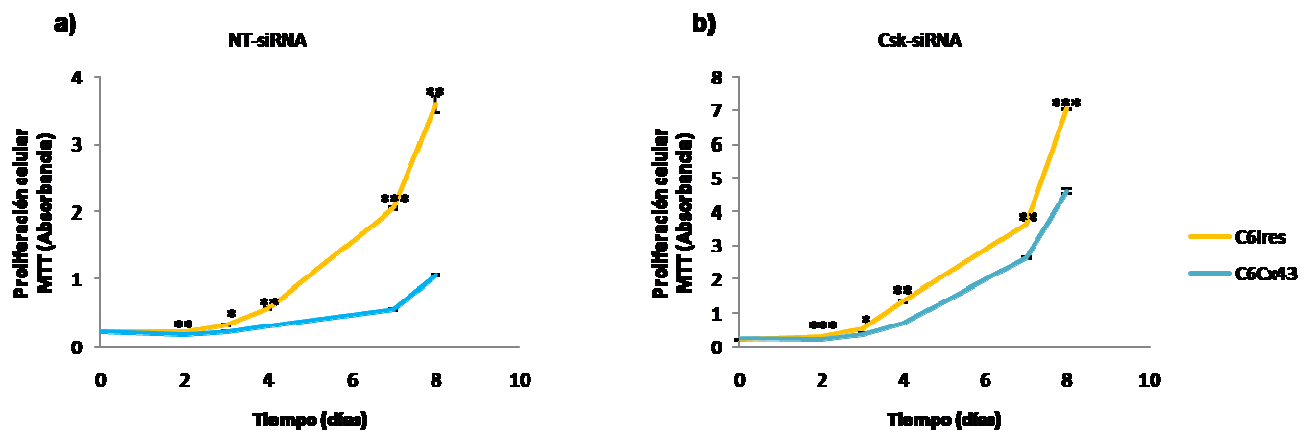 a)
NT-siRNA
4
3
2
1
0
**
*
**
***
**
0 2 4 6 8 10
Proliferación celular
MTT (Absorbancia)
Tiempo (días)
b)
Csk-siRNA
8
7
6
5
4
3
2
1
0
***
*
**
**
***
0 2 4 6 8 10
Proliferación celular
MTT (Absorbancia)
Tiempo (días)
C6Ires
C6Cx43